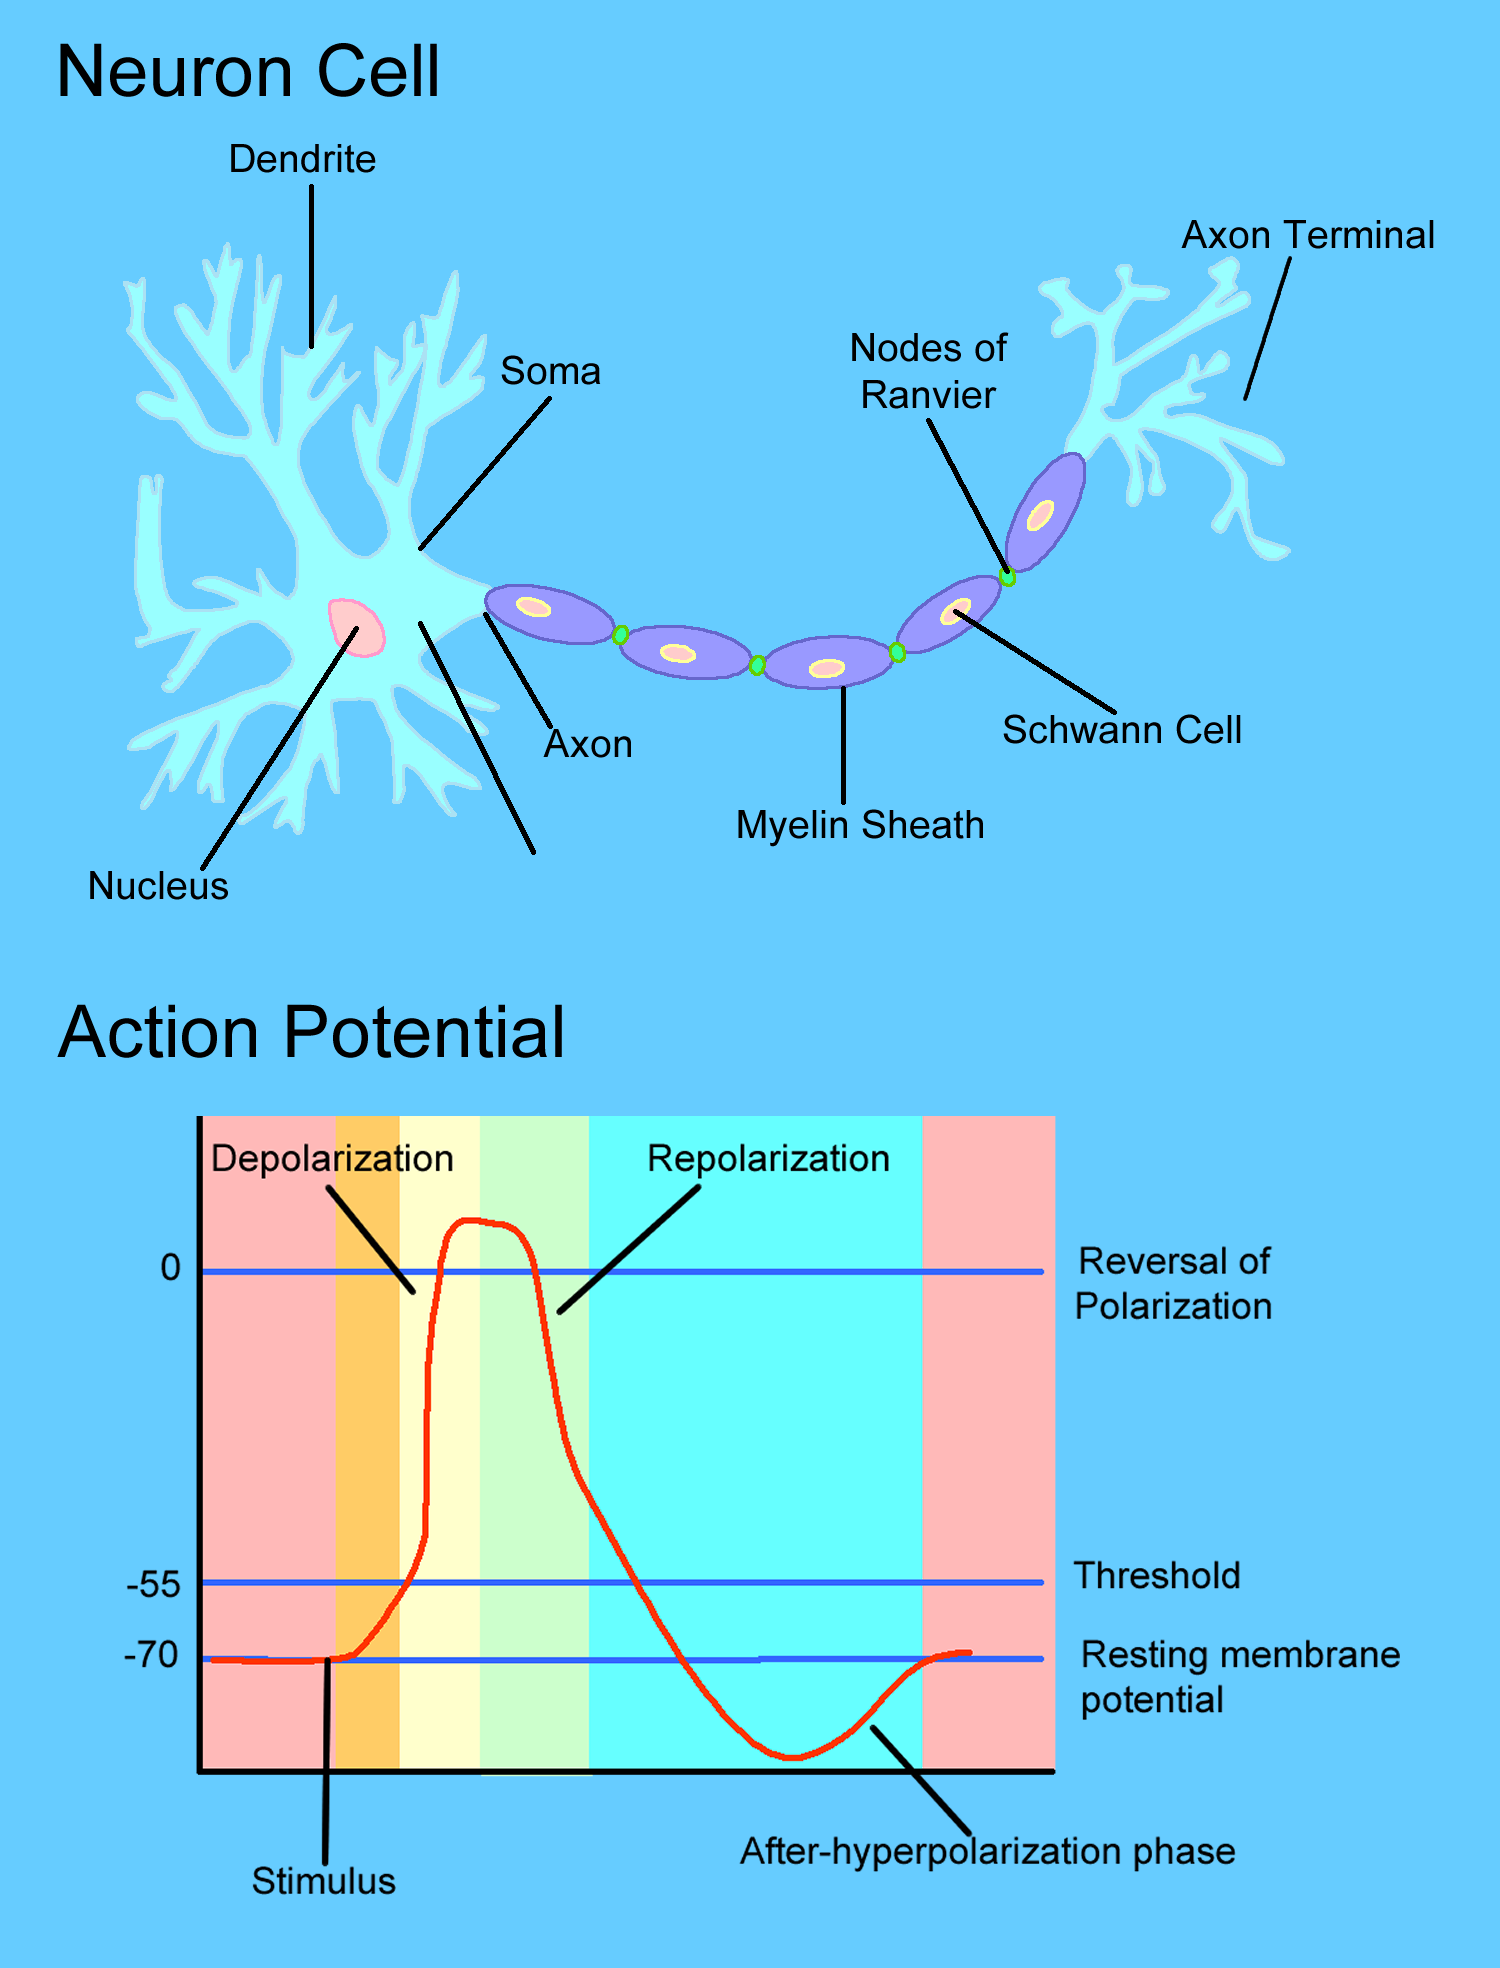 Neuron Cell
Dendrite
Axon Terminal
Nodes of
Ranvier
Soma
Schwann Cell
Axon
Myelin Sheath
Nucleus
Action Potential
Depolarization
Repolarization
0
Reversal of
Polarization
-55
Threshold
-70
Resting membrane
potential
After-hyperpolarization phase
Stimulus